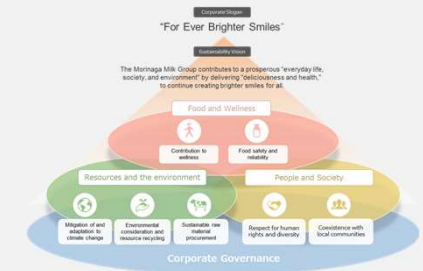 Corporate Slogan
"For Ever Brighter Smiles"
Sustainability Vision
The Morinaga Milk Group contributes to a prosperous "everyday life,
society, and environment" by delivering "deliciousness and health,"
to continue creating brighter smiles for all.
Food and Wellness
Contribution to
wellness
Food safety and
reliability
Resources and the environment
People and Society
Mitigation of and
adaptation to
climate change
Environmental
consideration and
resource recycling
Sustainable raw
material
procurement
Respect for human
rights and diversity
Coexistence with
local communities
Corporate Governance